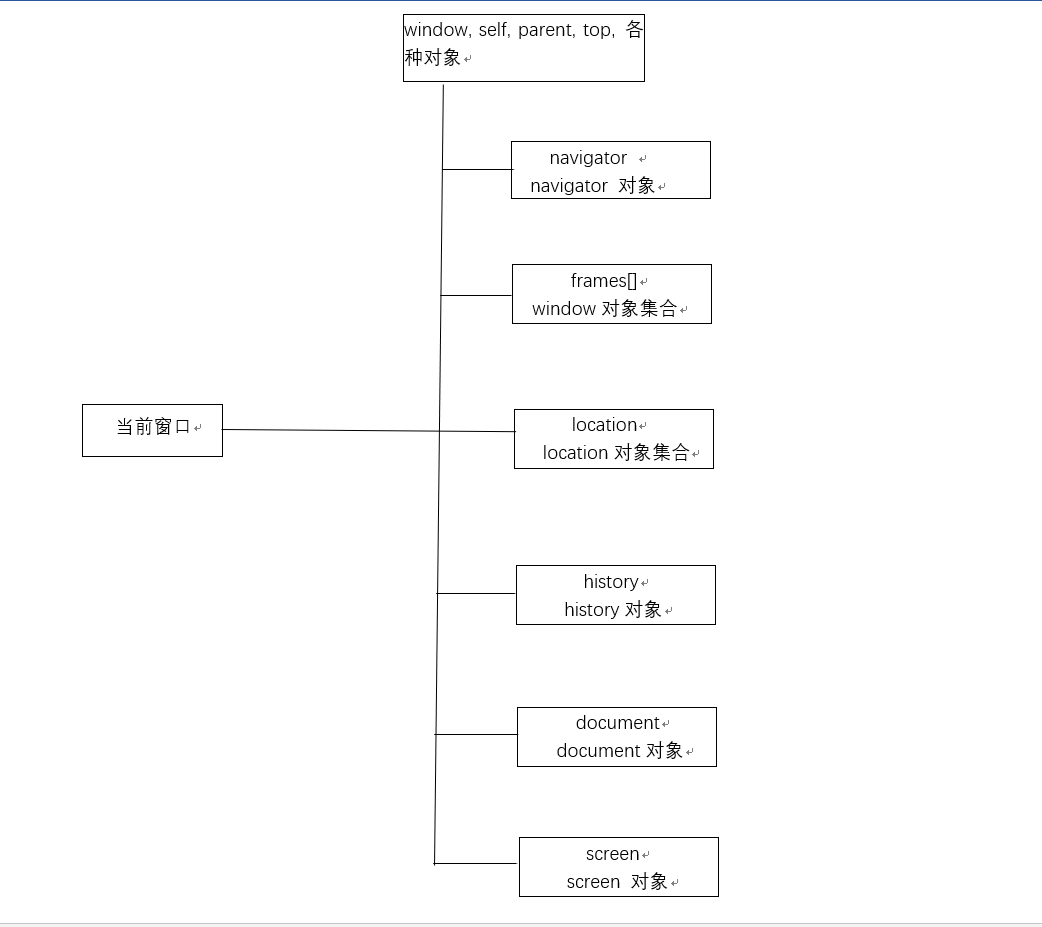 window, self, parent, top, 各
种对象
navigator
navigator 对象
frames[]
window 对象集合
当前窗口
location
location 对象集合
history
history 对象
document
document 对象
screen
screen 对象